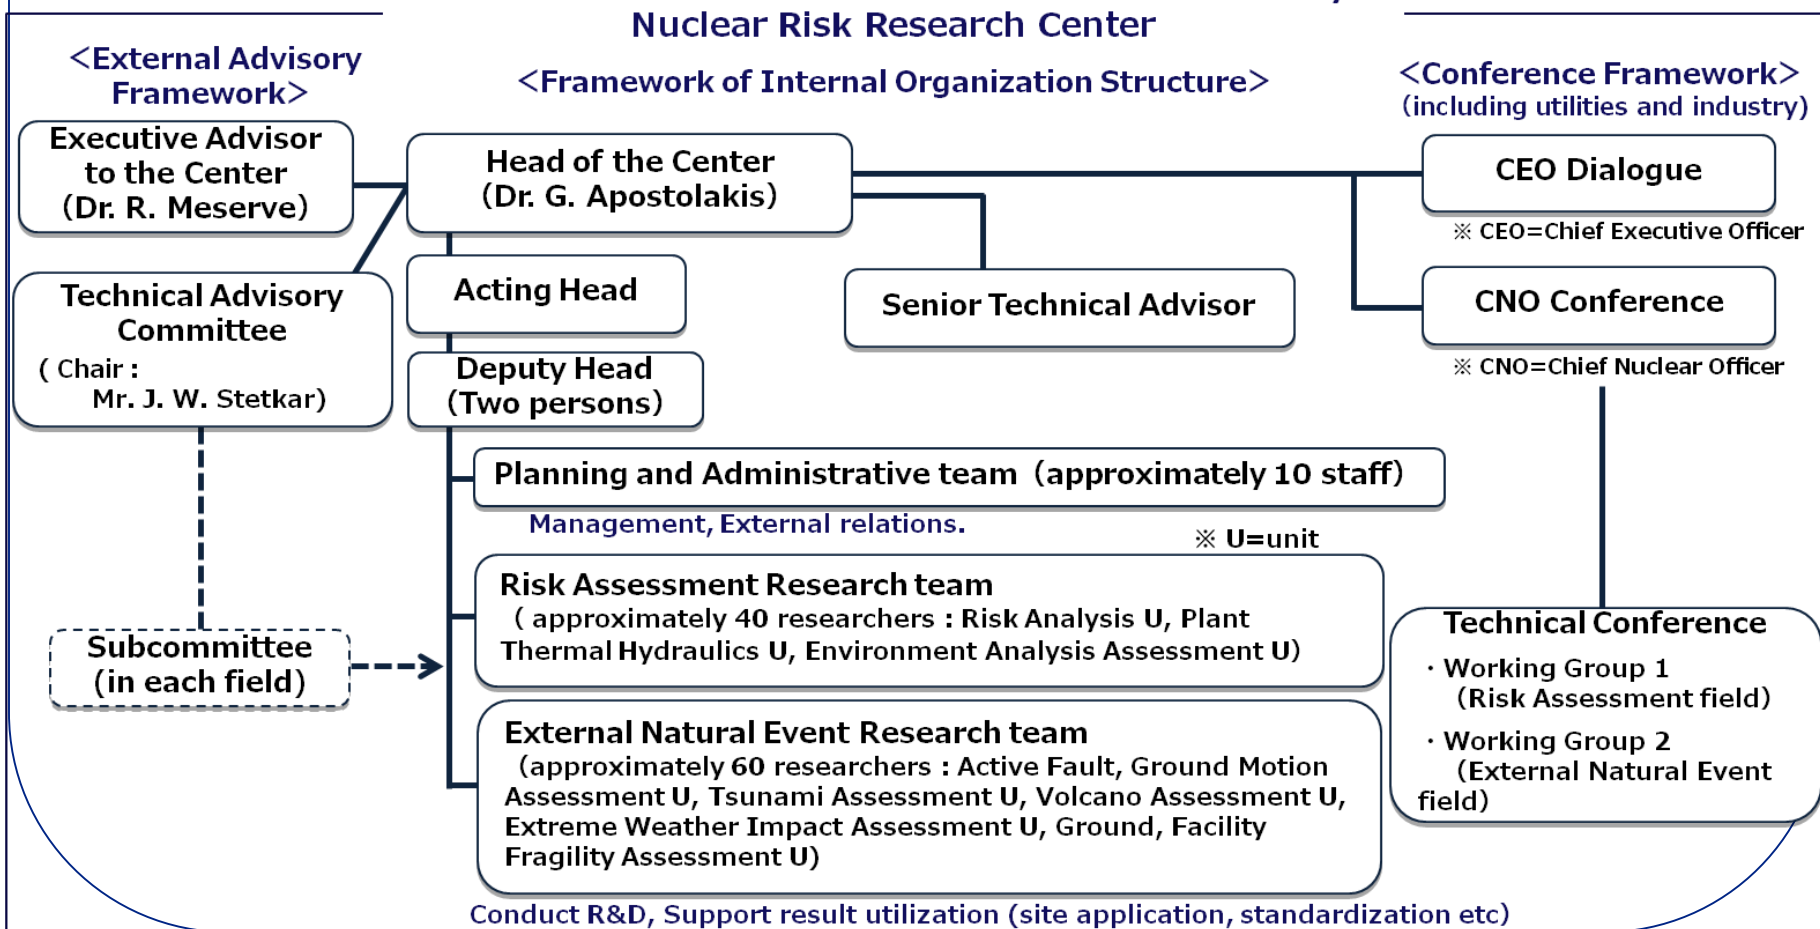 Nuclear Risk Research Center
<External Advisory
Framework>
<Framework of Internal Organization Structure>
<Conference Framework>
(including utilities and industry)
Executive Advisor
to the Center
(Dr. R. Meserve)
Head of the Center
(Dr. G. Apostolakis)
CEO Dialogue
※ CEO=Chief Executive Officer
Technical Advisory
Committee
( Chair :
Mr. J. W. Stetkar)
Acting Head
Senior Technical Advisor
CNO Conference
※ CNO=Chief Nuclear Officer
Deputy Head
(Two persons)
Planning and Administrative team (approximately 10 staff)
Management, External relations.
※ U=unit
Risk Assessment Research team
( approximately 40 researchers : Risk Analysis U, Plant
Thermal Hydraulics U, Environment Analysis Assessment U)
Subcommittee
(in each field)
Technical Conference
・Working Group 1
(Risk Assessment field)
・Working Group 2
(External Natural Event
field)
External Natural Event Research team
(approximately 60 researchers : Active Fault, Ground Motion
Assessment U, Tsunami Assessment U, Volcano Assessment U,
Extreme Weather Impact Assessment U, Ground, Facility
Fragility Assessment U)
Conduct R&D, Support result utilization (site application, standardization etc)